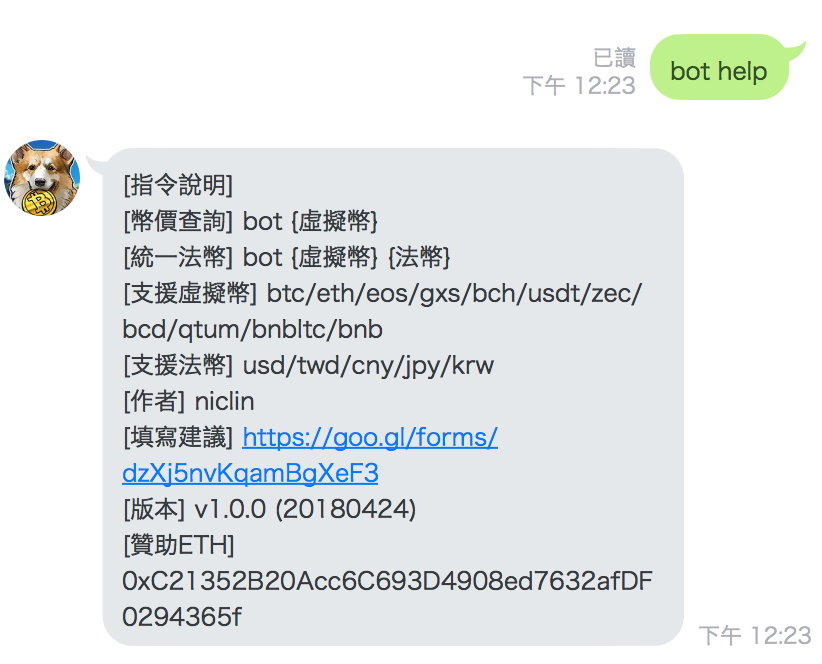 已讀
下午 12:23
bot help
[指令說明]
[幣價查詢] bot {虛擬幣}
[統一法幣] bot {虛擬幣} {法幣}
[支援虛擬幣] btc/eth/eos/gxs/bch/usdt/zec/
bcd/qtum/bnbltc/bnb
[支援法幣] usd/twd/cny/jpy/krw
[作者] niclin
[填寫建議] https://goo.gl/forms/
dzXj5nvKqamBgXeF3
[版本] v1.0.0 (20180424)
[贊助ETH]
0xC21352B20Acc6C693D4908ed7632afDF
0294365f
下午 12:23